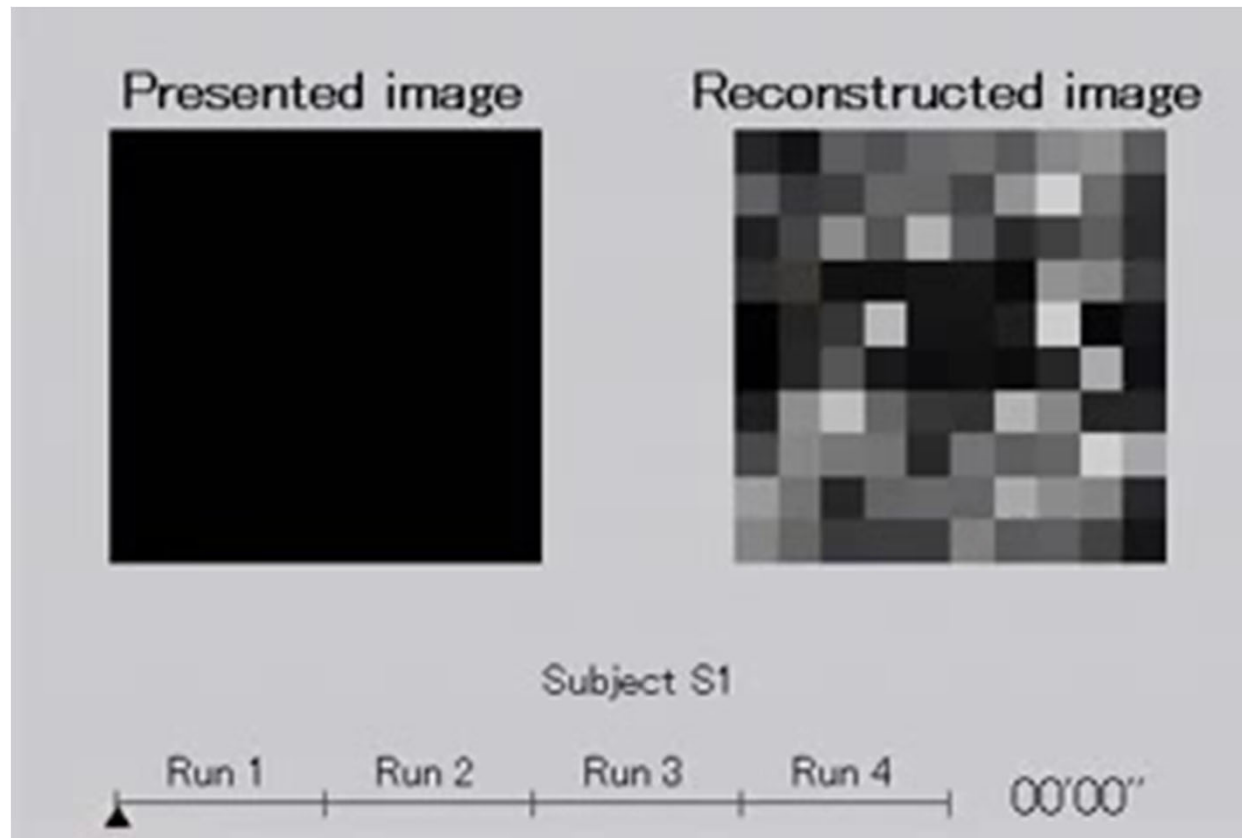 Presented image Reconstructed image
Subject S1
Run 1 Run 2 Run 3 Run 4 00'00"